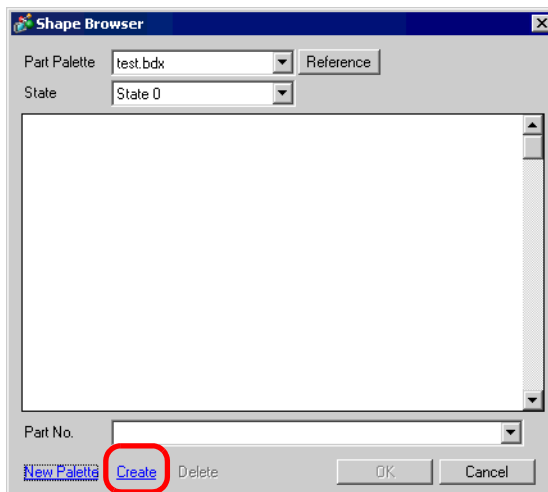 Shape Browser
Part Palette test.bdx Reference
State State 0
Part No.
New Palette Create Delete OK Cancel